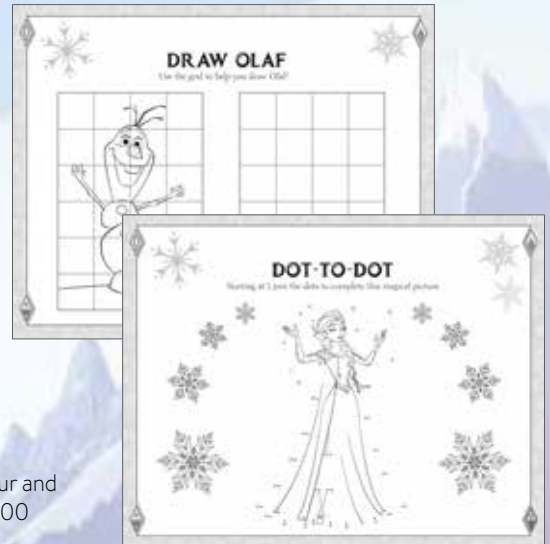 DRAW OLAF
Use the grid to help you draw Olaf!
DOT-TO-DOT
Starting at 1, join the dots to complete this magical picture.
ur and
00